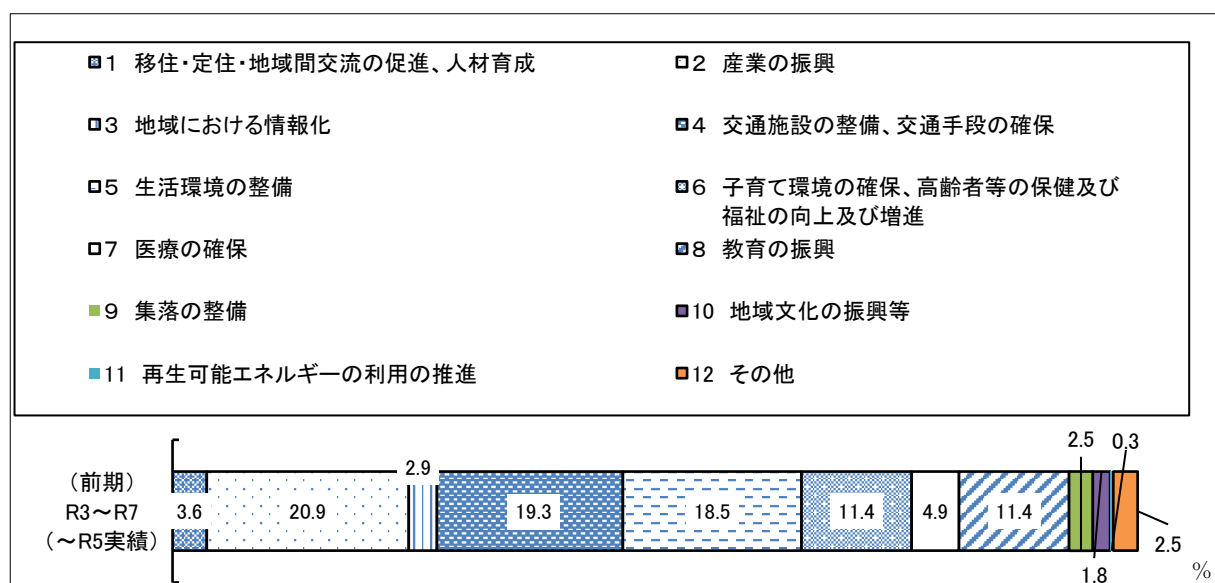 1 移住・定住・地域間交流の促進、人材育成
2 産業の振興
3 地域における情報化
4 交通施設の整備、交通手段の確保
5 生活環境の整備
6 子育て環境の確保、高齢者等の保健及び
福祉の向上及び増進
7 医療の確保
8 教育の振興
9 集落の整備
10 地域文化の振興等
11 再生可能エネルギーの利用の推進
12 その他
(前期)
R3～R7
(～R5実績)
3.6
20.9
2.9
19.3
18.5
11.4
4.9
11.4
2.5
1.8
0.3
2.5
%